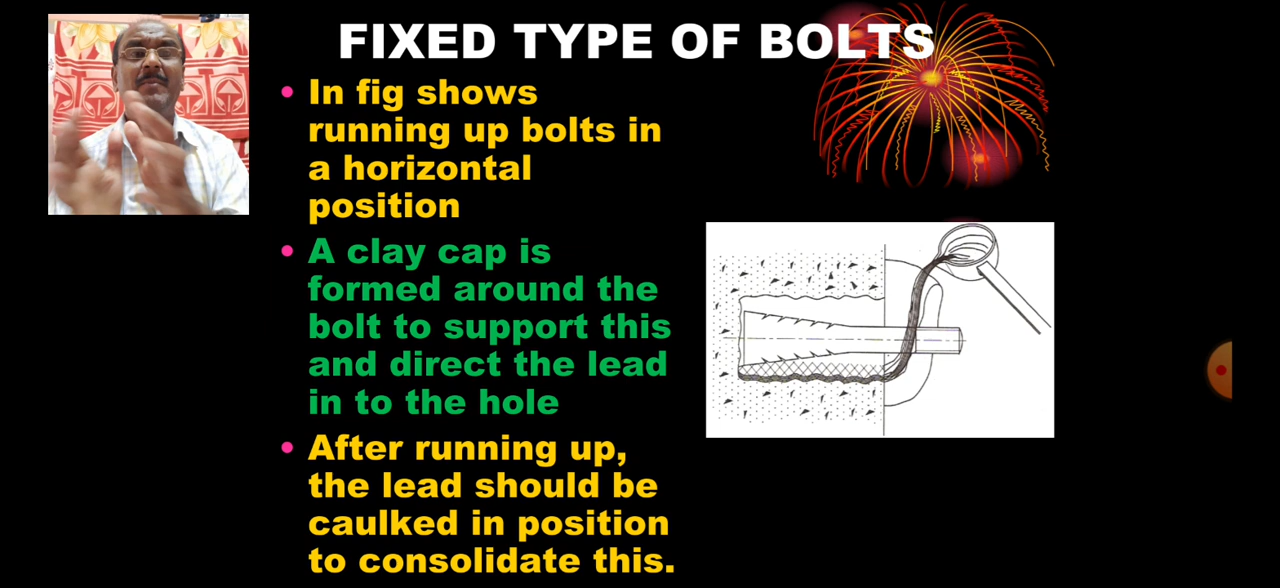 FIXED TYPE OF BOLTS
• In fig shows
running up bolts in
a horizontal
position
• A clay cap is
formed around the
bolt to support this
and direct the lead
in to the hole
• After running up,
the lead should be
caulked in position
to consolidate this.